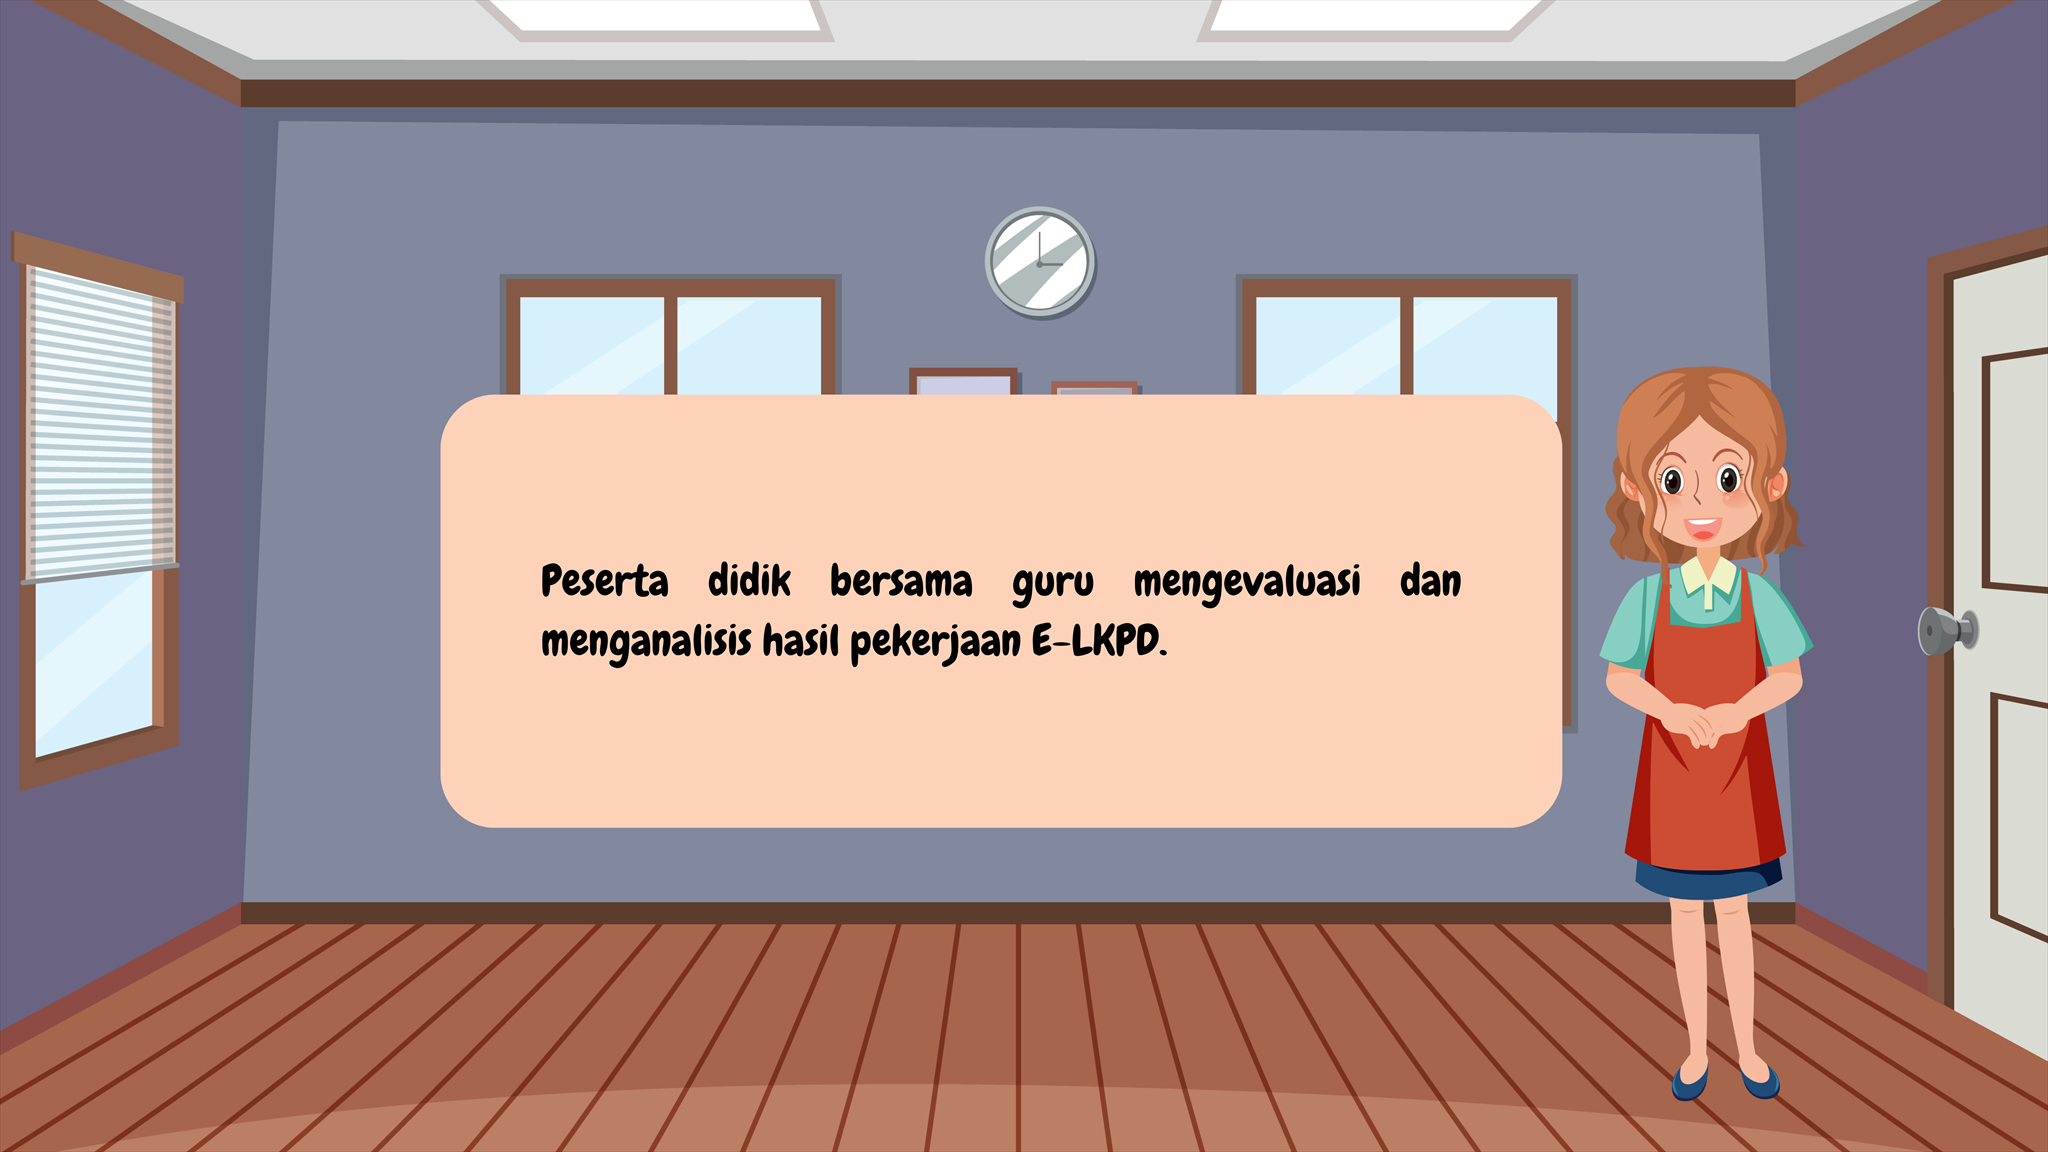 Peserta didik bersama guru mengevaluasi dan
menganalisis hasil pekerjaan E-LKPD.